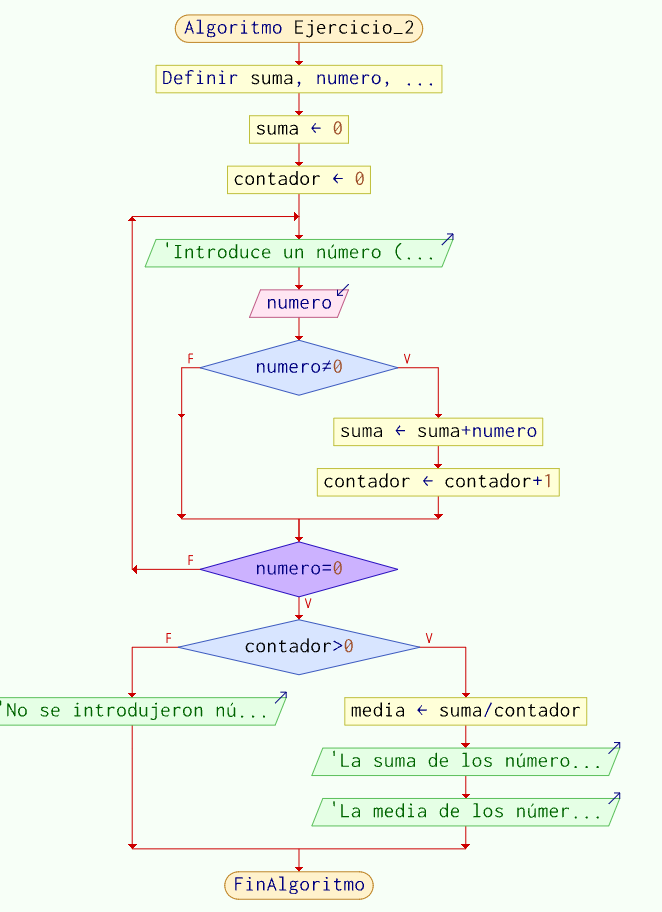 Algoritmo Ejercicio_2
Definir suma, numero, ...
suma ← 0
contador ← 0
'Introduce un número (...
numero
numero≠0
F
V
suma ← suma+numero
contador ← contador+1
numero=0
F
V
contador>0
F
V
'No se introdujeron nú...
media ← suma/contador
'La suma de los número...
'La media de los númer...
FinAlgoritmo